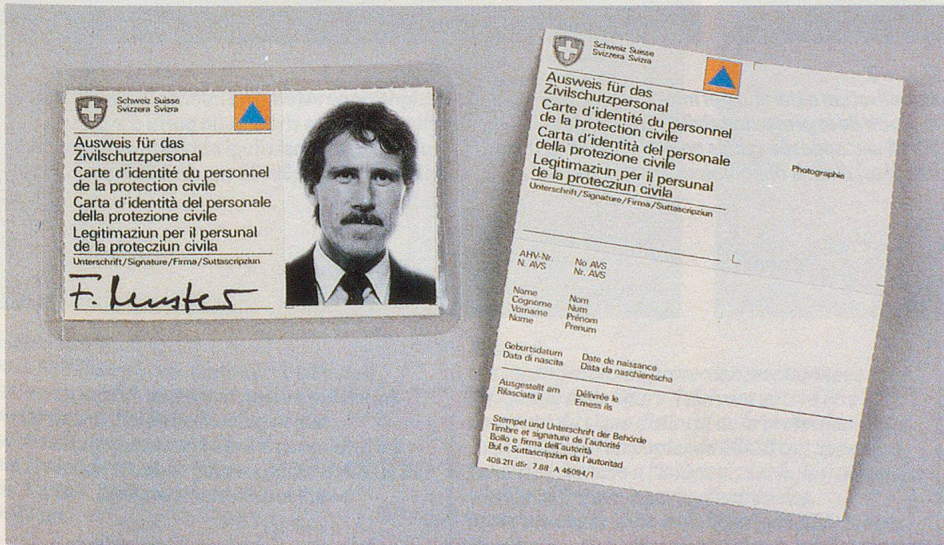 Schweiz Suisse
Svizzera Svizra
Ausweis für das
Zivilschutzpersonal
Carte d'identité du personnel
de la protection civile
Carta d'identità del personale
della protezione civile
Legitimaziun per il persunal
de la protecziun civila
Unterschrift/Signature/Firma/Suttascripziun
F. Muster
Schweiz Suisse
Svizzera Svizra
Ausweis für das
Zivilschutzpersonal
Carte d'identité du personnel
de la protection civile
Carta d'identità del personale
della protezione civile
Legitimaziun per il persunal
de la protecziun civila
Unterschrift/Signature/Firma/Suttascripziun
Photographie
AHV-Nr. No AVS
N. AVS Nr. AVS
Name Nom
Cognome Num
Vorname Prénom
Nome Prenum
Geburtsdatum Date de naissance
Data di nascita Data da naschientscha
Ausgestellt am Délivrée le
Rilasciata il Emess ils
Stempel und Unterschrift der Behörde
Timbre et signature de l'autorité
Bollo e firma dell'autorità
Bul e Suttascripziun da l'autoritad
408.211 dfir 7.88 A 45094/1